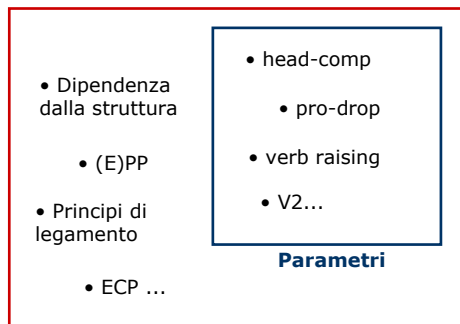 • Dipendenza
dalla struttura
• (E)PP
• Principi di
legamento
• ECP ...
• head-comp
• pro-drop
• verb raising
• V2...
Parametri